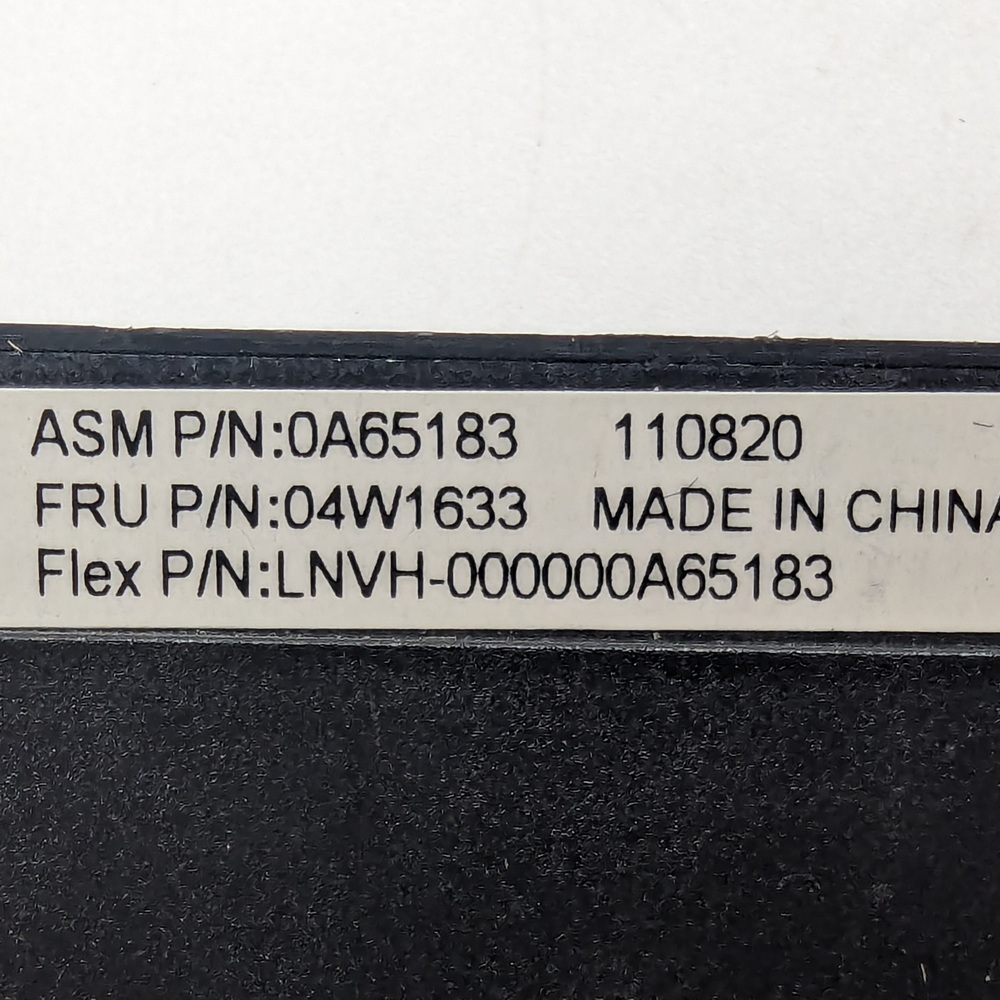 ASM P/N:0A65183 110820
FRU P/N:04W1633 MADE IN CHINA
Flex P/N:LNVH-000000A65183